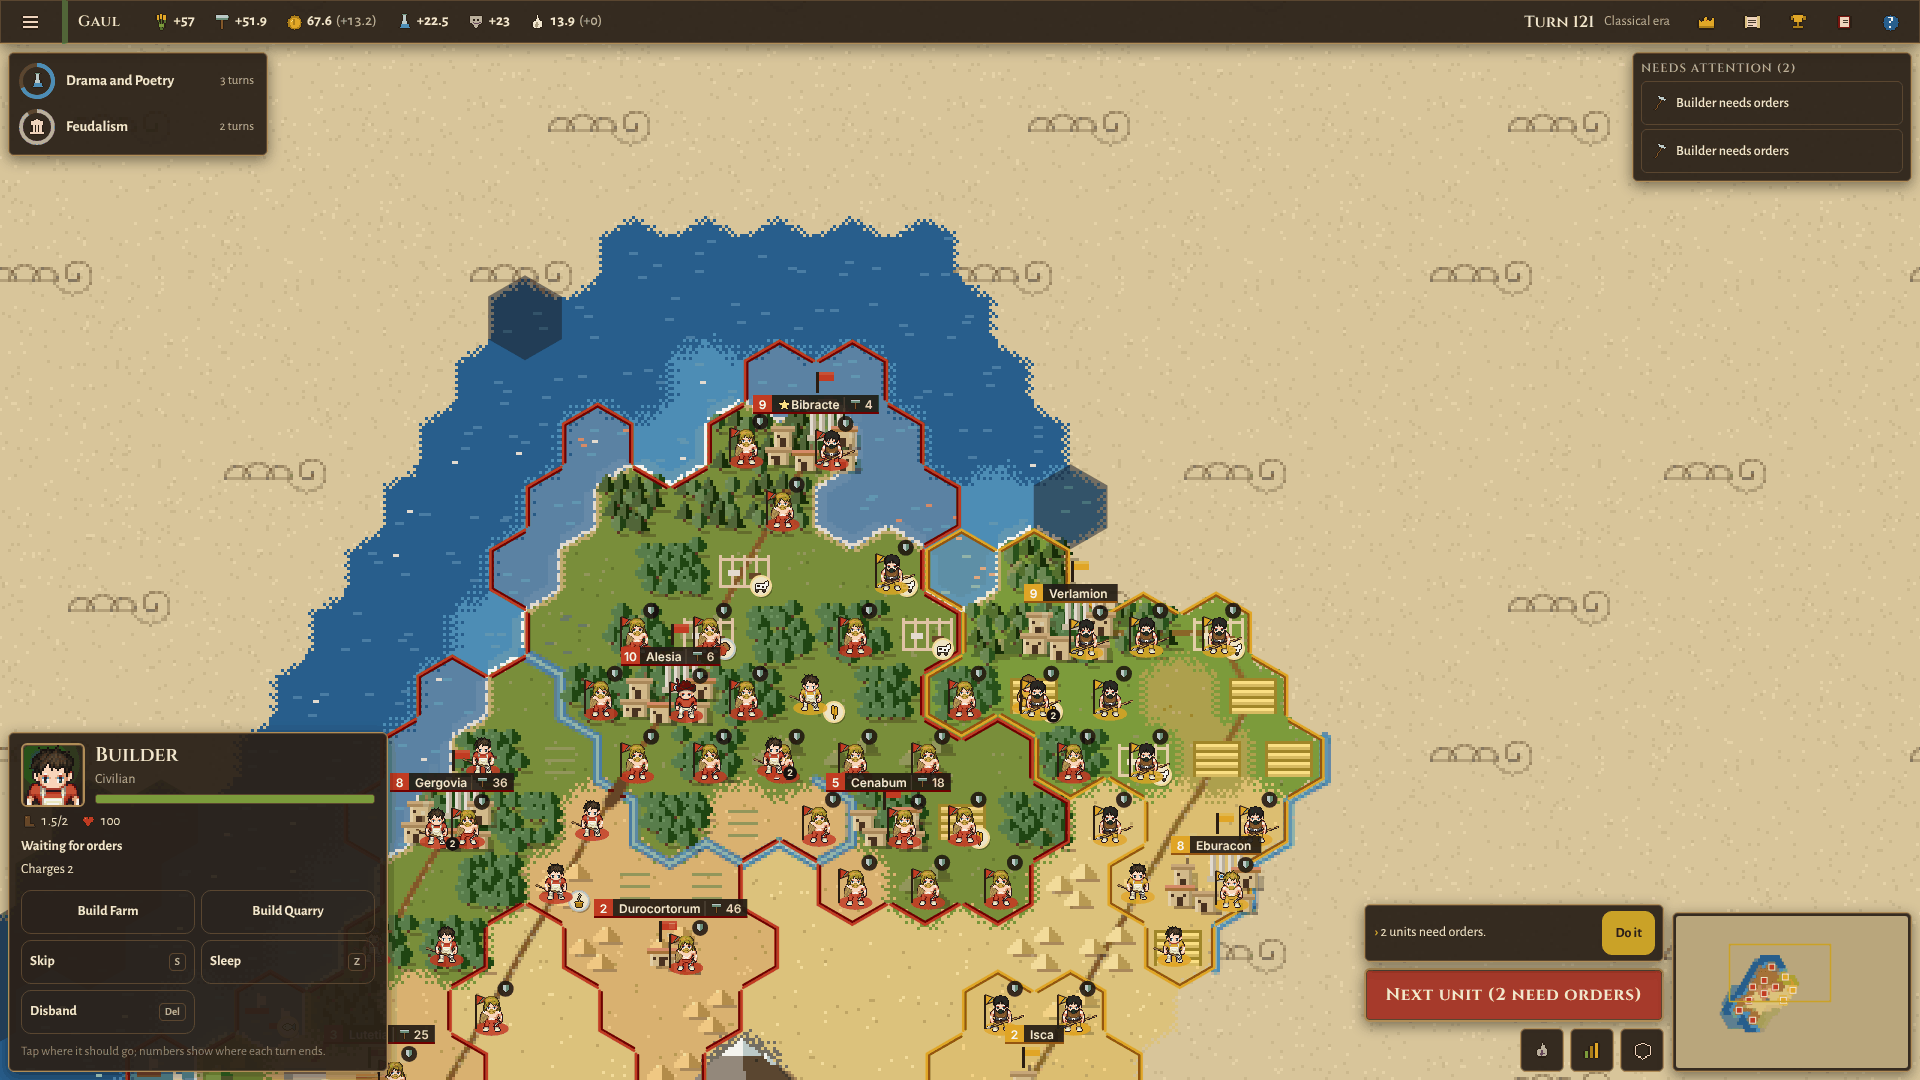 GAUL
+57
+51.9
67.6 (+13.2)
+22.5
+23
13.9 (+0)
TURN 121
Classical era
?
Drama and Poetry
3 turns
Feudalism
2 turns
NEEDS ATTENTION (2)
Builder needs orders
Builder needs orders
9 Bibracte 4
9 Verlamion
10 Alesia 6
2
8 Gergovia 36
2
5 Cenabum 18
2
8 Eburacon
2 Durocortorum 46
2 Isca
25
BUILDER
Civilian
1.5/2
100
Waiting for orders
Charges 2
Build Farm
Build Quarry
Skip S
Sleep Z
Disband Del
Tap where it should go; numbers show where each turn ends.
› 2 units need orders.
Do it
NEXT UNIT (2 NEED ORDERS)